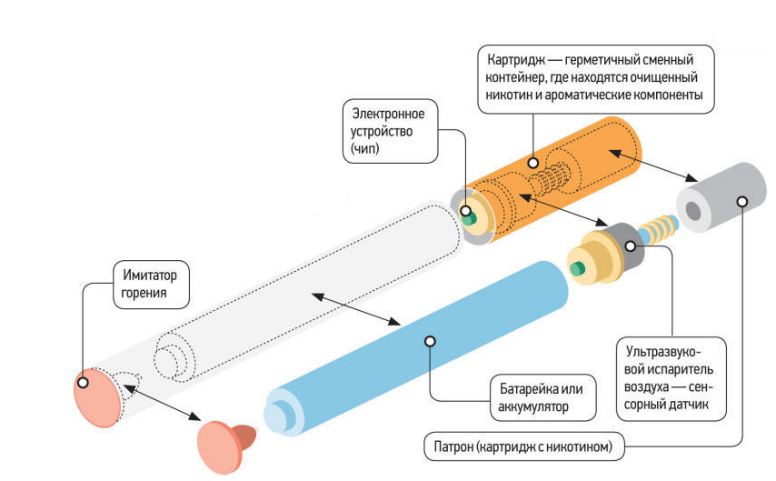 Картридж — герметичный сменный
контейнер, где находятся очищенный
никотин и ароматические компоненты
Электронное
устройство
(чип)
Имитатор
горения
Ультразвуко-
вой испаритель
воздуха — сен-
сорный датчик
Батарейка или
аккумулятор
Патрон (картридж с никотином)